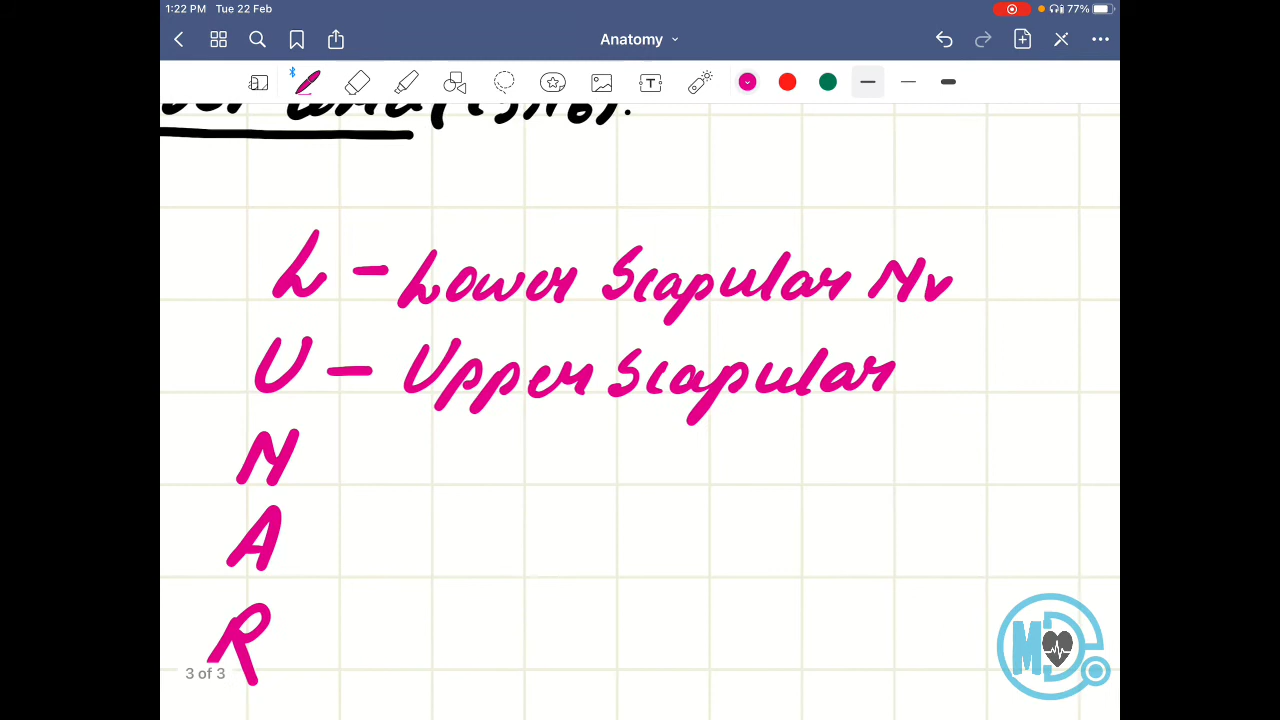 1:22 PM Tue 22 Feb 77%
Anatomy
L - Lower Scapular Nv
U - Upper Scapular
N
A
R
3 of 3
M